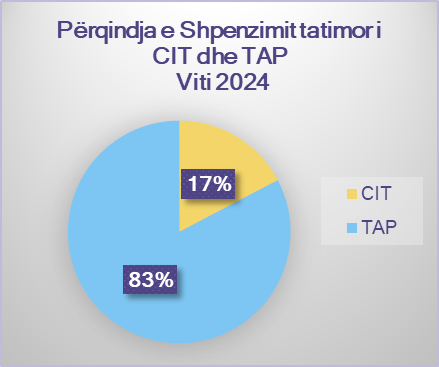 Përqindja e Shpenzimit tatimor i
CIT dhe TAP
Viti 2024
17%
83%
CIT
TAP